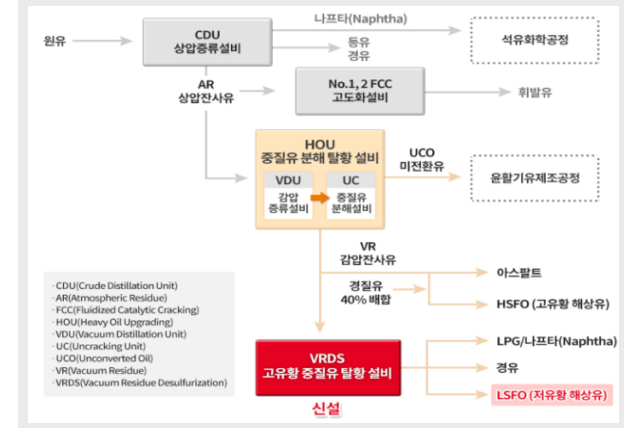 원유
CDU
상압증류설비
나프타(Naphtha)
등유
경유
석유화학공정
AR
상압잔사유
No.1, 2 FCC
고도화설비
휘발유
HOU
중질유 분해 탈황 설비
VDU
감압
증류설비
UC
중질유
분해설비
UCO
미전환유
윤활기유제조공정
VR
감압잔사유
경질유
40% 배합
아스팔트
HSFO (고유황 해상유)
· CDU(Crude Distillation Unit)
· AR(Atmospheric Residue)
· FCC(Fluidized Catalytic Cracking)
· HOU(Heavy Oil Upgrading)
· VDU(Vacuum Distillation Unit)
· UC(Uncracking Unit)
· UCO(Unconverted Oil)
· VR(Vacuum Residue)
· VRDS(Vacuum Residue Desulfurization)
VRDS
고유황 중질유 탈황 설비
신설
LPG/나프타(Naphtha)
경유
LSFO (저유황 해상유)